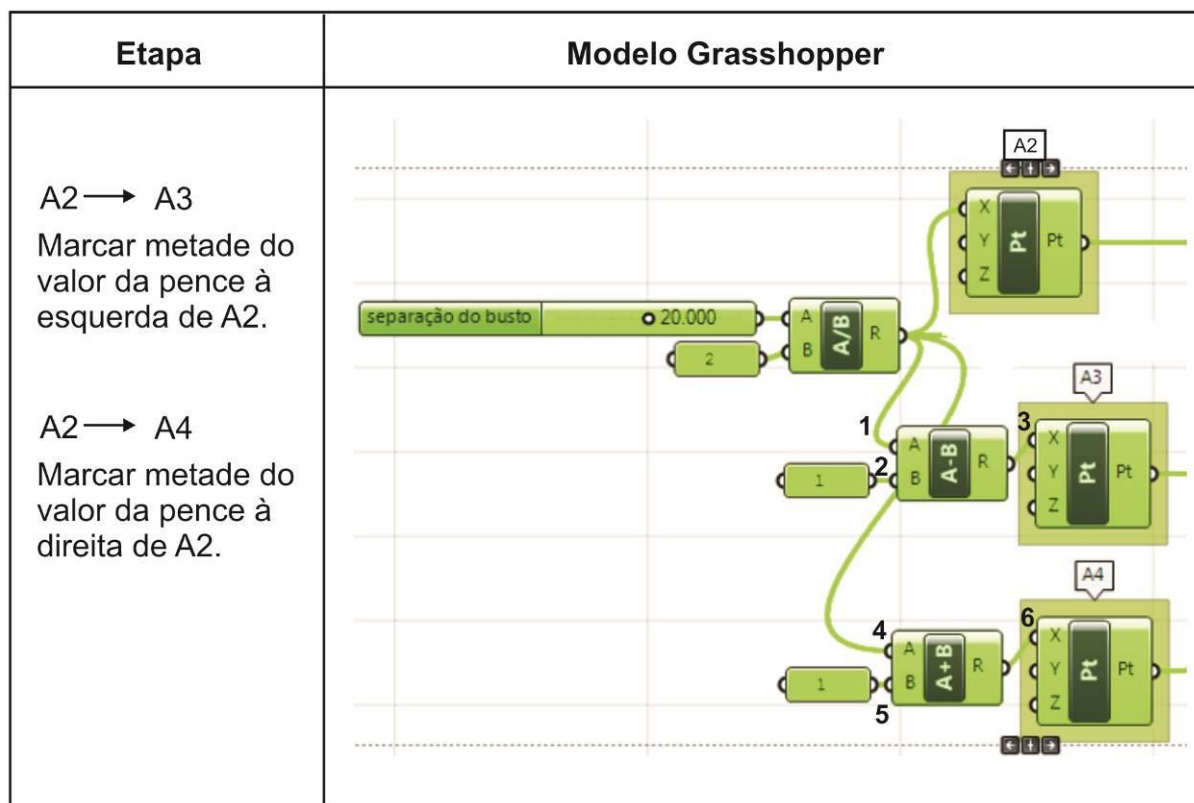 Etapa
Modelo Grasshopper
A2 → A3
Marcar metade do
valor da pence à
esquerda de A2.
A2 → A4
Marcar metade do
valor da pence à
direita de A2.
A2
X
Y
Z
Pt
Pt
separação do busto 20.000
2
A
B
A/B
R
A3
1
1
2
A
B
A-B
R
3
X
Y
Z
Pt
Pt
A4
4
1
5
A
B
A+B
R
6
X
Y
Z
Pt
Pt